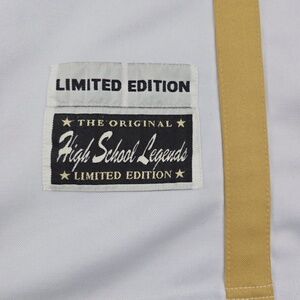 LIMITED EDITION
★ THE ORIGINAL ★
High School Legends
★ LIMITED EDITION ★